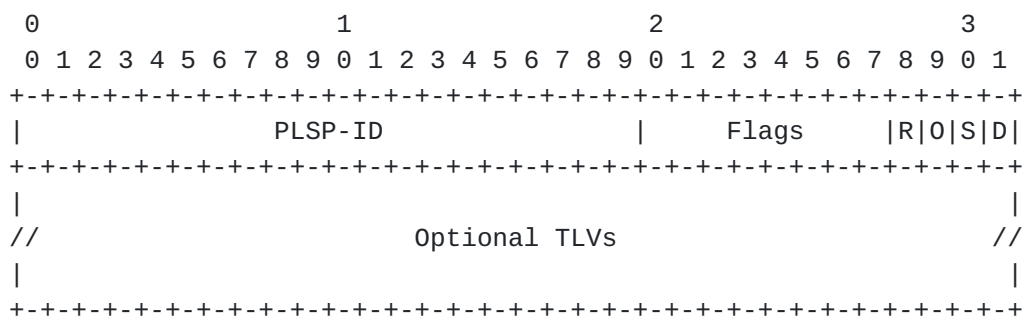 0                   1                   2                   3
 0 1 2 3 4 5 6 7 8 9 0 1 2 3 4 5 6 7 8 9 0 1 2 3 4 5 6 7 8 9 0 1
+-+-+-+-+-+-+-+-+-+-+-+-+-+-+-+-+-+-+-+-+-+-+-+-+-+-+-+-+-+-+-+-+
|                PLSP-ID                |     Flags     |R|O|S|D|
+-+-+-+-+-+-+-+-+-+-+-+-+-+-+-+-+-+-+-+-+-+-+-+-+-+-+-+-+-+-+-+-+
|                                                               |
//                        Optional TLVs                        //
|                                                               |
+-+-+-+-+-+-+-+-+-+-+-+-+-+-+-+-+-+-+-+-+-+-+-+-+-+-+-+-+-+-+-+-+